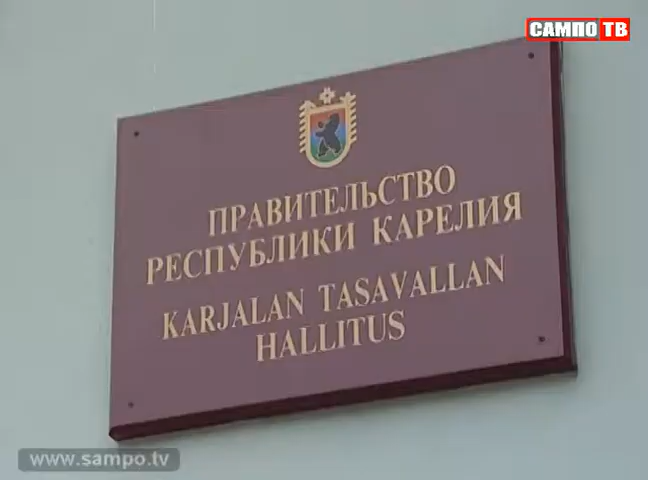 САМПО ТВ
ПРАВИТЕЛЬСТВО
РЕСПУБЛИКИ КАРЕЛИЯ
KARJALAN TASAVALLAN
HALLITUS
www.sampo.tv